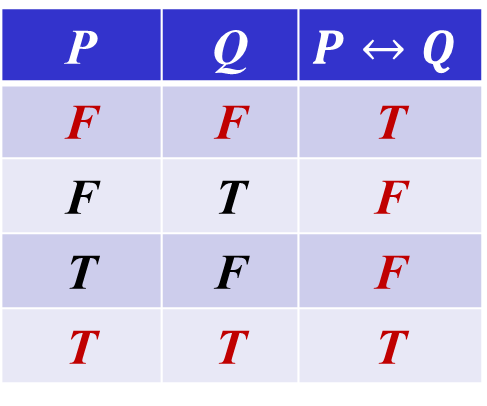 P Q P ↔ Q
F F T
F T F
T F F
T T T